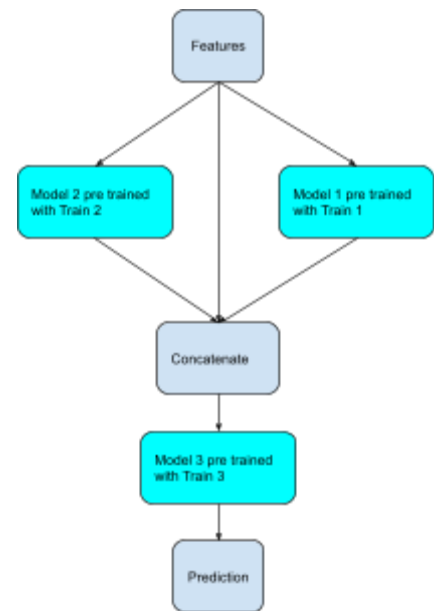 Features
Model 2 pre trained
with Train 2
Model 1 pre trained
with Train 1
Concatenate
Model 3 pre trained
with Train 3
Prediction